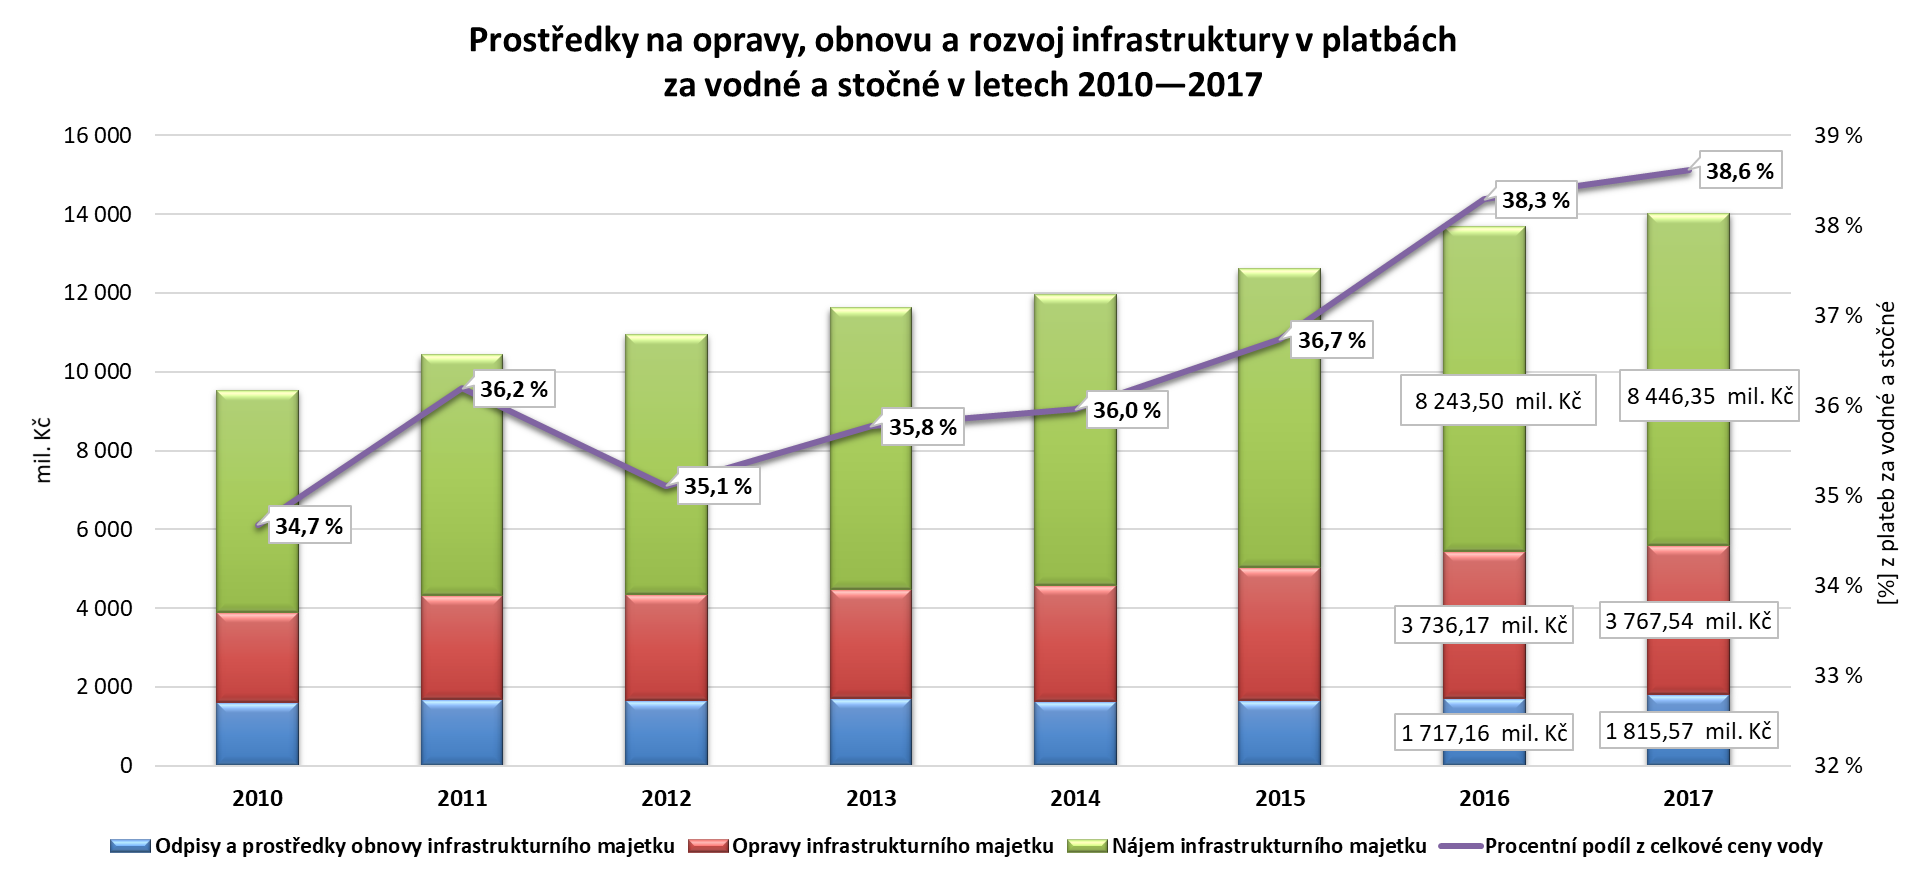 Prostředky na opravy, obnovu a rozvoj infrastruktury v platbách
za vodné a stočné v letech 2010—2017
mil. Kč
16 000
14 000
12 000
10 000
8 000
6 000
4 000
2 000
0
34,7 %
36,2 %
35,1 %
35,8 %
36,0 %
36,7 %
38,3 %
38,6 %
8 243,50 mil. Kč
8 446,35 mil. Kč
3 736,17 mil. Kč
3 767,54 mil. Kč
1 717,16 mil. Kč
1 815,57 mil. Kč
39 %
38 %
37 %
36 %
35 %
34 %
33 %
32 %
[%] z plateb za vodné a stočné
2010 2011 2012 2013 2014 2015 2016 2017
Odpisy a prostředky obnovy infrastrukturního majetku Opravy infrastrukturního majetku Nájem infrastrukturního majetku Procentní podíl z celkové ceny vody